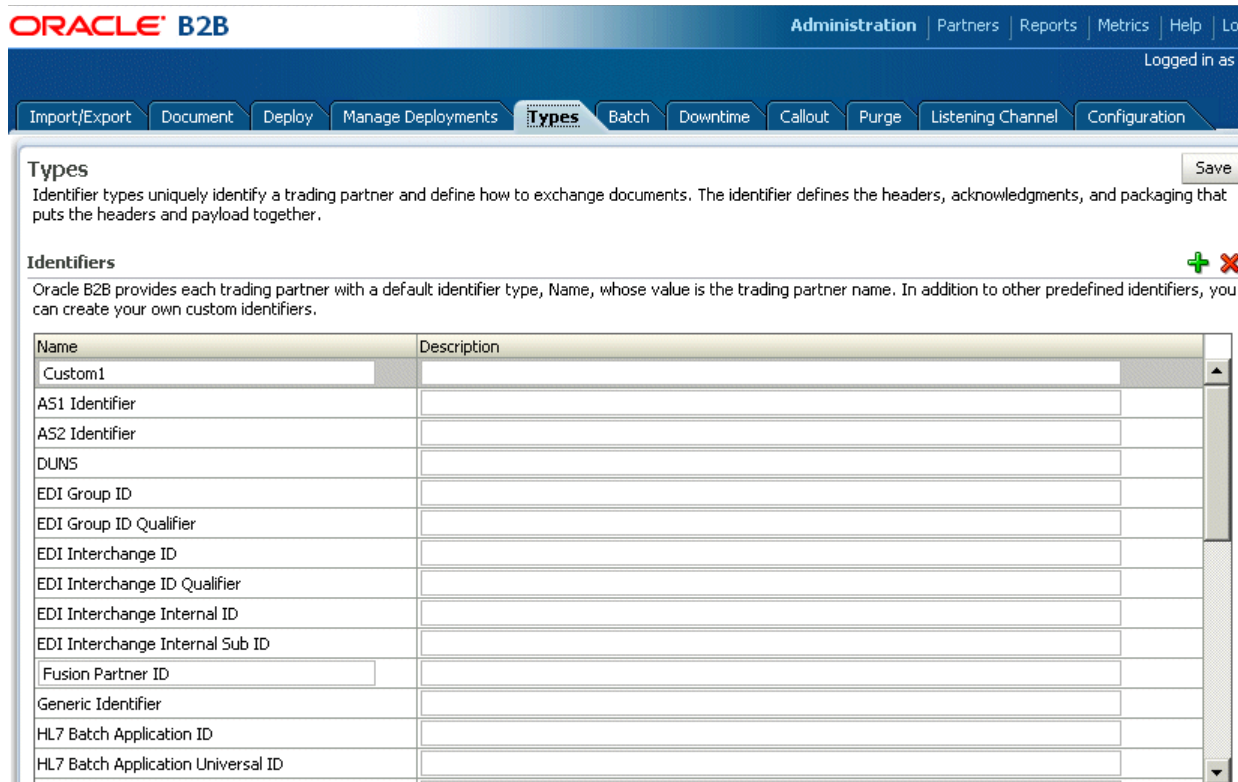 ORACLE B2B
Administration | Partners | Reports | Metrics | Help | Lo
Logged in as
Import/Export Document Deploy Manage Deployments Types Batch Downtime Callout Purge Listening Channel Configuration
Types
Save
Identifier types uniquely identify a trading partner and define how to exchange documents. The identifier defines the headers, acknowledgments, and packaging that
puts the headers and payload together.
Identifiers
Oracle B2B provides each trading partner with a default identifier type, Name, whose value is the trading partner name. In addition to other predefined identifiers, you
can create your own custom identifiers.
Name Description
Custom1
AS1 Identifier
AS2 Identifier
DUNS
EDI Group ID
EDI Group ID Qualifier
EDI Interchange ID
EDI Interchange ID Qualifier
EDI Interchange Internal ID
EDI Interchange Internal Sub ID
Fusion Partner ID
Generic Identifier
HL7 Batch Application ID
HL7 Batch Application Universal ID